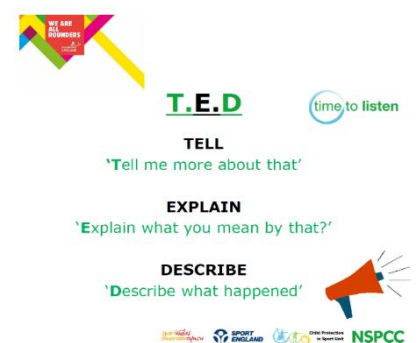 WE ARE
ALL
ROUNDERS
T.E.D
time to listen
TELL
'Tell me more about that'
EXPLAIN
'Explain what you mean by that?'
DESCRIBE
'Describe what happened'
SPORT
ENGLAND
Child Protection
in Sport Unit
NSPCC